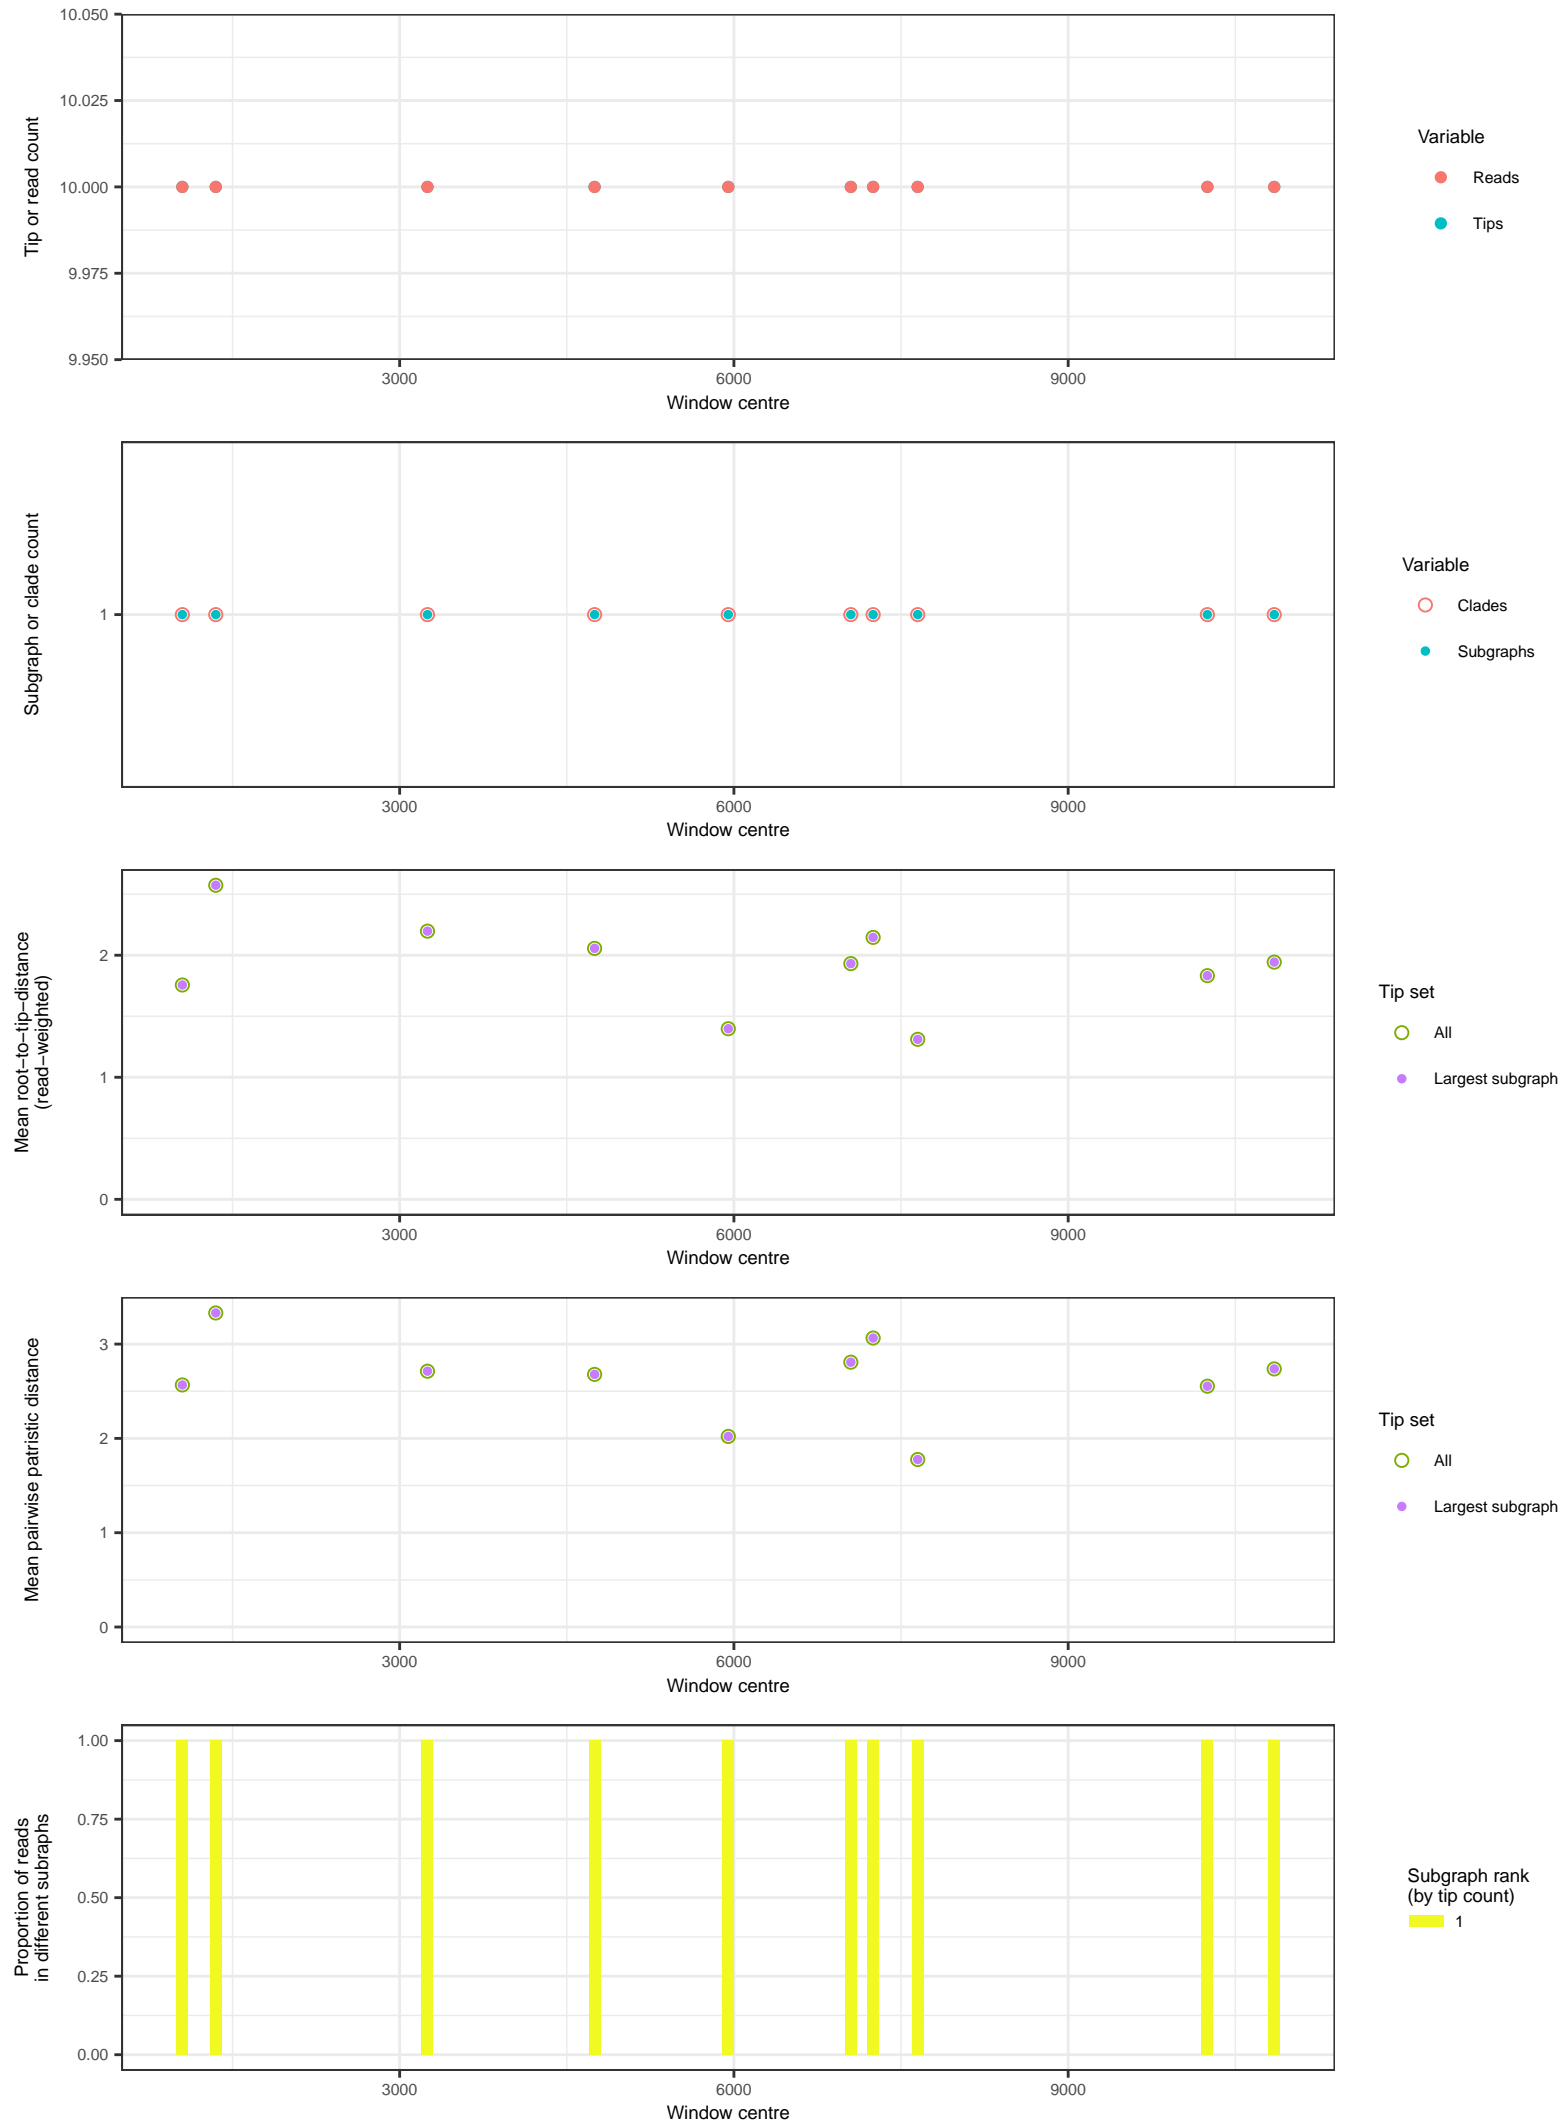 10.050
10.025
10.000
9.975
9.950
Tip or read count
3000
6000
9000
Window centre
Variable
Reads
Tips
1
Subgraph or clade count
3000
6000
9000
Window centre
Variable
Clades
Subgraphs
2
1
0
Mean root−to−tip−distance
(read−weighted)
3000
6000
9000
Window centre
Tip set
All
Largest subgraph
3
2
1
0
Mean pairwise patristic distance
3000
6000
9000
Window centre
Tip set
All
Largest subgraph
1.00
0.75
0.50
0.25
0.00
Proportion of reads
in different subraphs
3000
6000
9000
Window centre
Subgraph rank
(by tip count)
1